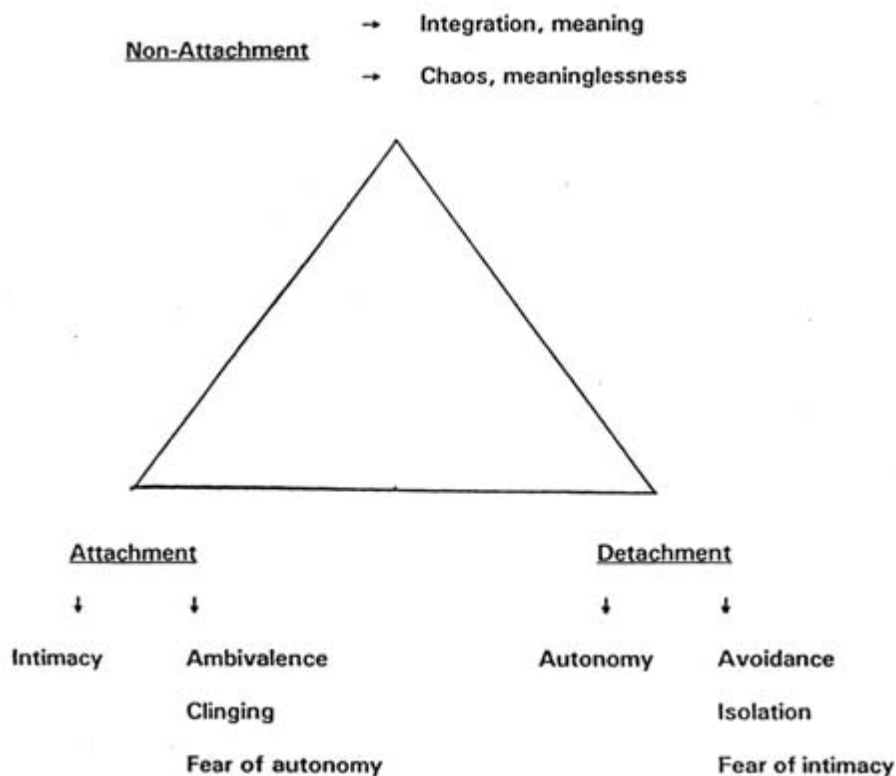 → Integration, meaning
Non-Attachment
→ Chaos, meaninglessness
Attachment Detachment
↓ ↓ ↓ ↓
Intimacy Ambivalence Autonomy Avoidance
Clinging Isolation
Fear of autonomy Fear of intimacy